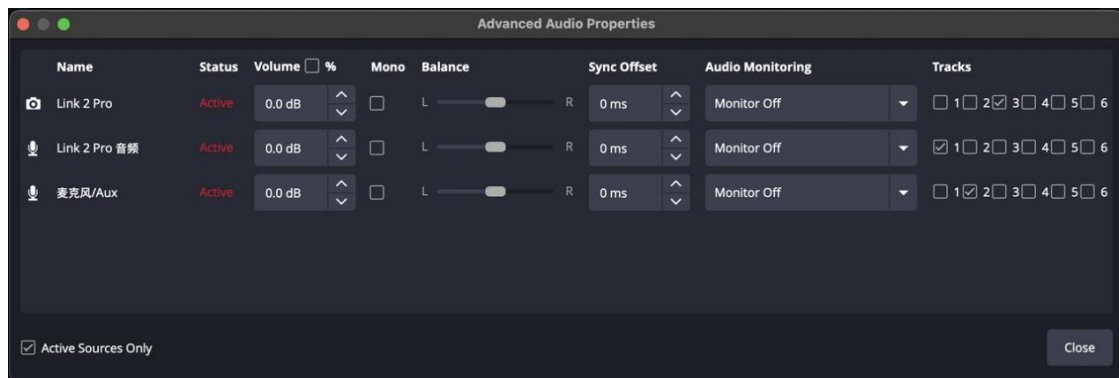 Advanced Audio Properties
Name Status Volume % Mono Balance Sync Offset Audio Monitoring Tracks
Link 2 Pro Active 0.0 dB L R 0 ms Monitor Off 1 2 3 4 5 6
Link 2 Pro 音频 Active 0.0 dB L R 0 ms Monitor Off 1 2 3 4 5 6
麦克风/Aux Active 0.0 dB L R 0 ms Monitor Off 1 2 3 4 5 6
Active Sources Only Close